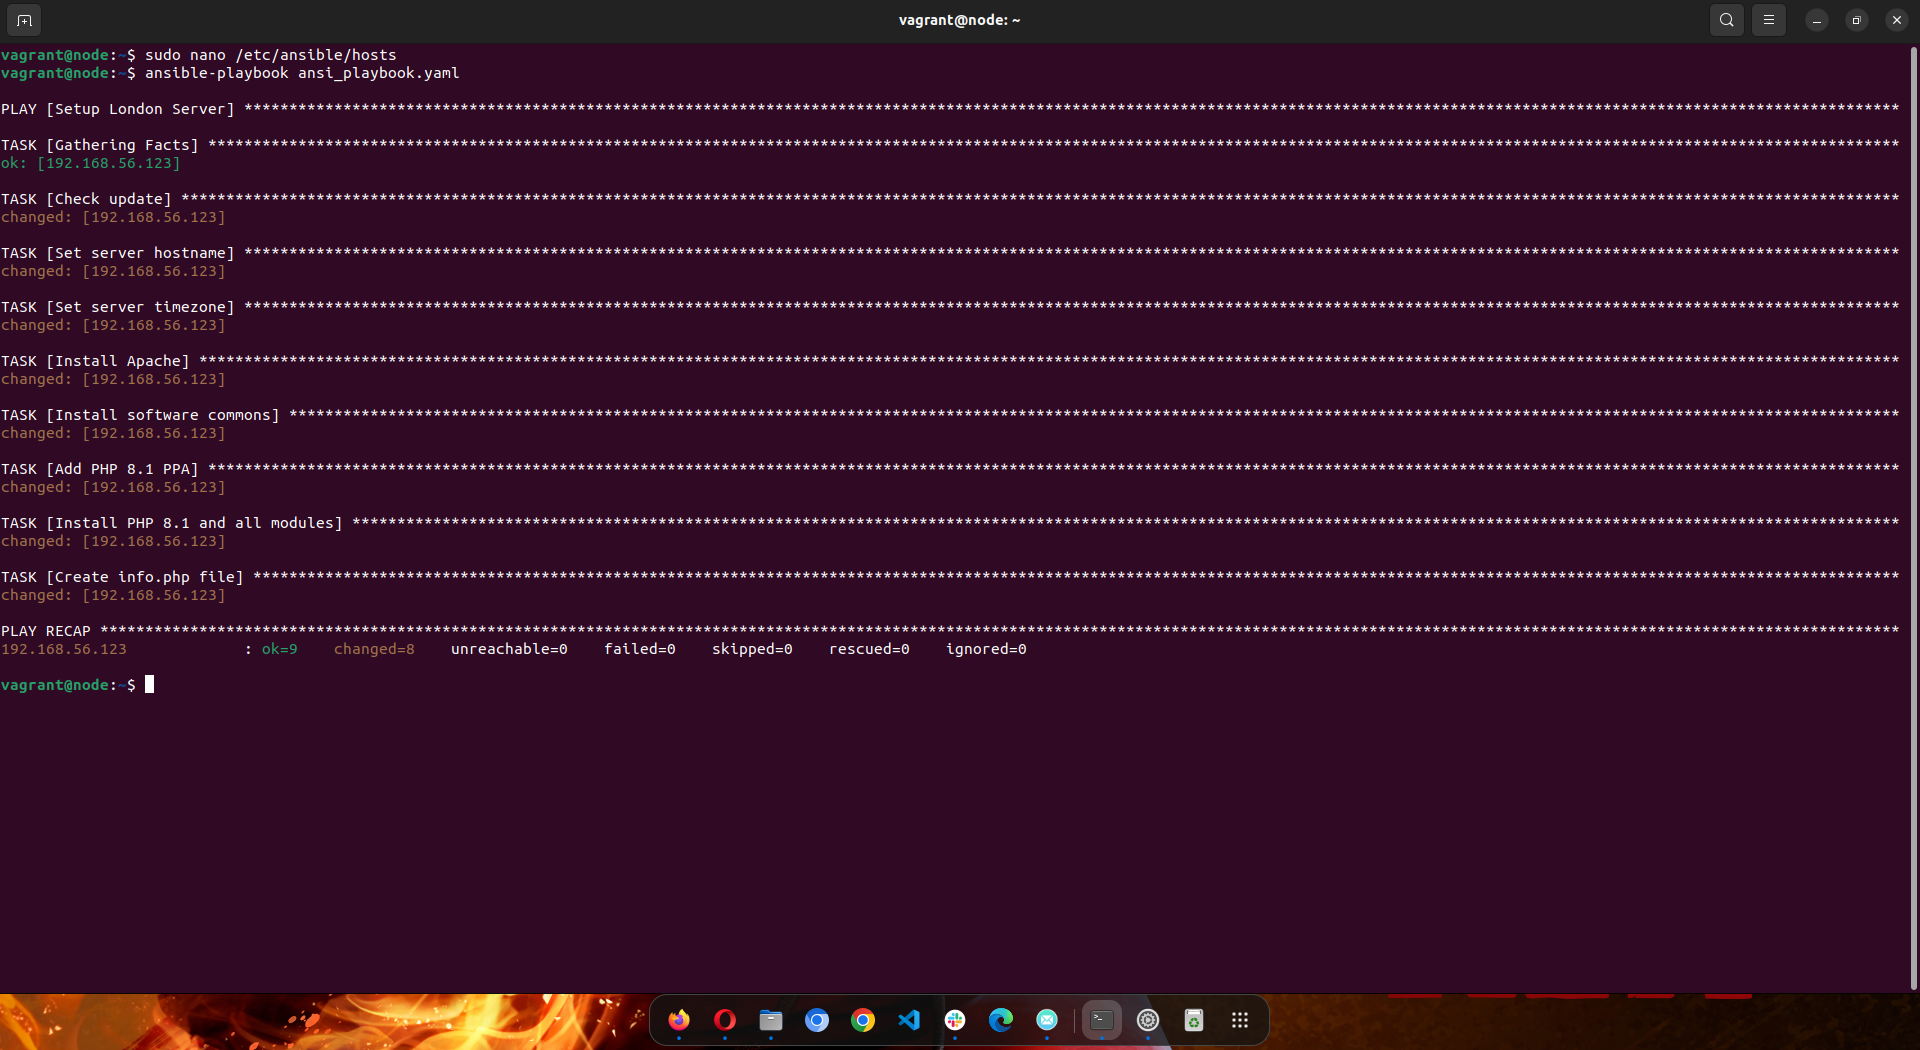 vagrant@node: ~
vagrant@node:~$ sudo nano /etc/ansible/hosts
vagrant@node:~$ ansible-playbook ansi_playbook.yaml
PLAY [Setup London Server] ****************************************************************************************************************************************************************************************
TASK [Gathering Facts] ********************************************************************************************************************************************************************************************
ok: [192.168.56.123]
TASK [Check update] ***********************************************************************************************************************************************************************************************
changed: [192.168.56.123]
TASK [Set server hostname] ****************************************************************************************************************************************************************************************
changed: [192.168.56.123]
TASK [Set server timezone] ****************************************************************************************************************************************************************************************
changed: [192.168.56.123]
TASK [Install Apache] *********************************************************************************************************************************************************************************************
changed: [192.168.56.123]
TASK [Install software commons] ***********************************************************************************************************************************************************************************
changed: [192.168.56.123]
TASK [Add PHP 8.1 PPA] ********************************************************************************************************************************************************************************************
changed: [192.168.56.123]
TASK [Install PHP 8.1 and all modules] ****************************************************************************************************************************************************************************
changed: [192.168.56.123]
TASK [Create info.php file] ***************************************************************************************************************************************************************************************
changed: [192.168.56.123]
PLAY RECAP ********************************************************************************************************************************************************************************************************
192.168.56.123             : ok=9    changed=8    unreachable=0    failed=0    skipped=0    rescued=0    ignored=0
vagrant@node:~$